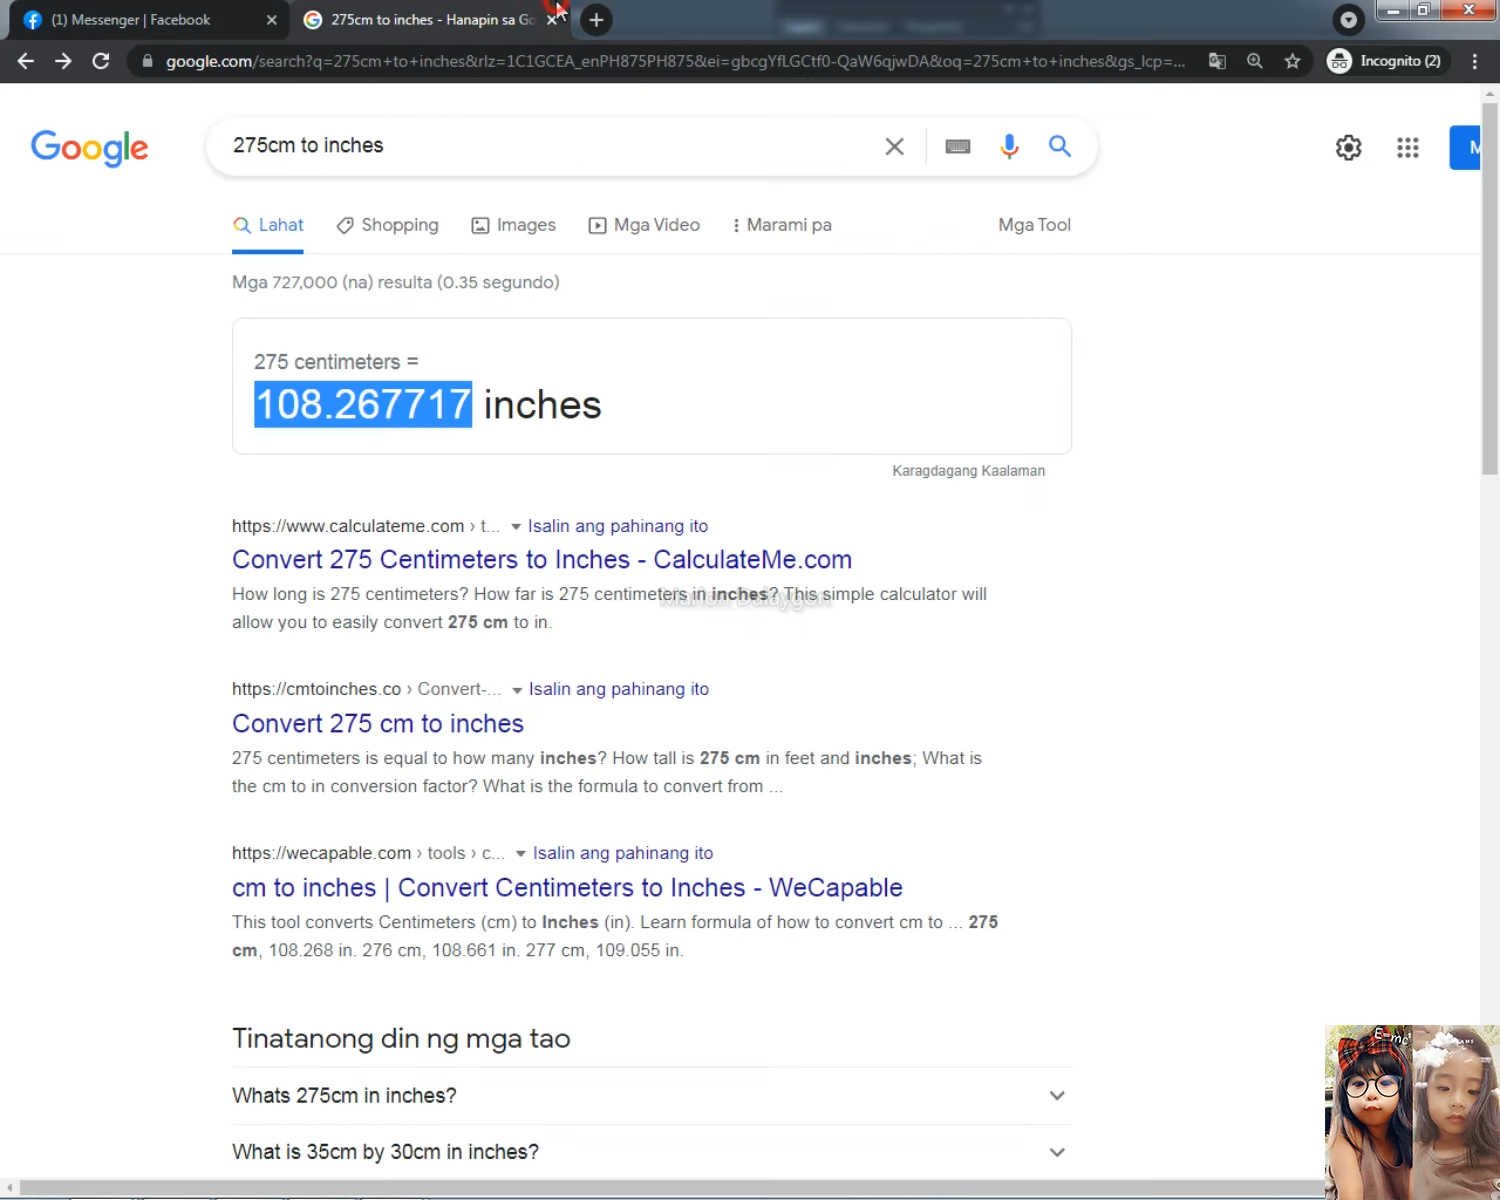 (1) Messenger | Facebook
275cm to inches - Hanapin sa Go
google.com/search?q=275cm+to+inches&rlz=1C1GCEA_enPH875PH875&ei=gbcgYfLGCtf0-QaW6qjwDA&oq=275cm+to+inches&gs_lcp=...
Incognito (2)
Google
275cm to inches
M
Lahat
Shopping
Images
Mga Video
Marami pa
Mga Tool
Mga 727,000 (na) resulta (0.35 segundo)
275 centimeters =
108.267717 inches
Karagdagang Kaalaman
https://www.calculateme.com › t... Isalin ang pahinang ito
Convert 275 Centimeters to Inches - CalculateMe.com
How long is 275 centimeters? How far is 275 centimeters in inches? This simple calculator will
allow you to easily convert 275 cm to in.
https://cmtoinches.co › Convert-... Isalin ang pahinang ito
Convert 275 cm to inches
275 centimeters is equal to how many inches? How tall is 275 cm in feet and inches; What is
the cm to in conversion factor? What is the formula to convert from ...
https://wecapable.com › tools › c... Isalin ang pahinang ito
cm to inches | Convert Centimeters to Inches - WeCapable
This tool converts Centimeters (cm) to Inches (in). Learn formula of how to convert cm to ... 275
cm, 108.268 in. 276 cm, 108.661 in. 277 cm, 109.055 in.
Tinatanong din ng mga tao
Whats 275cm in inches?
What is 35cm by 30cm in inches?